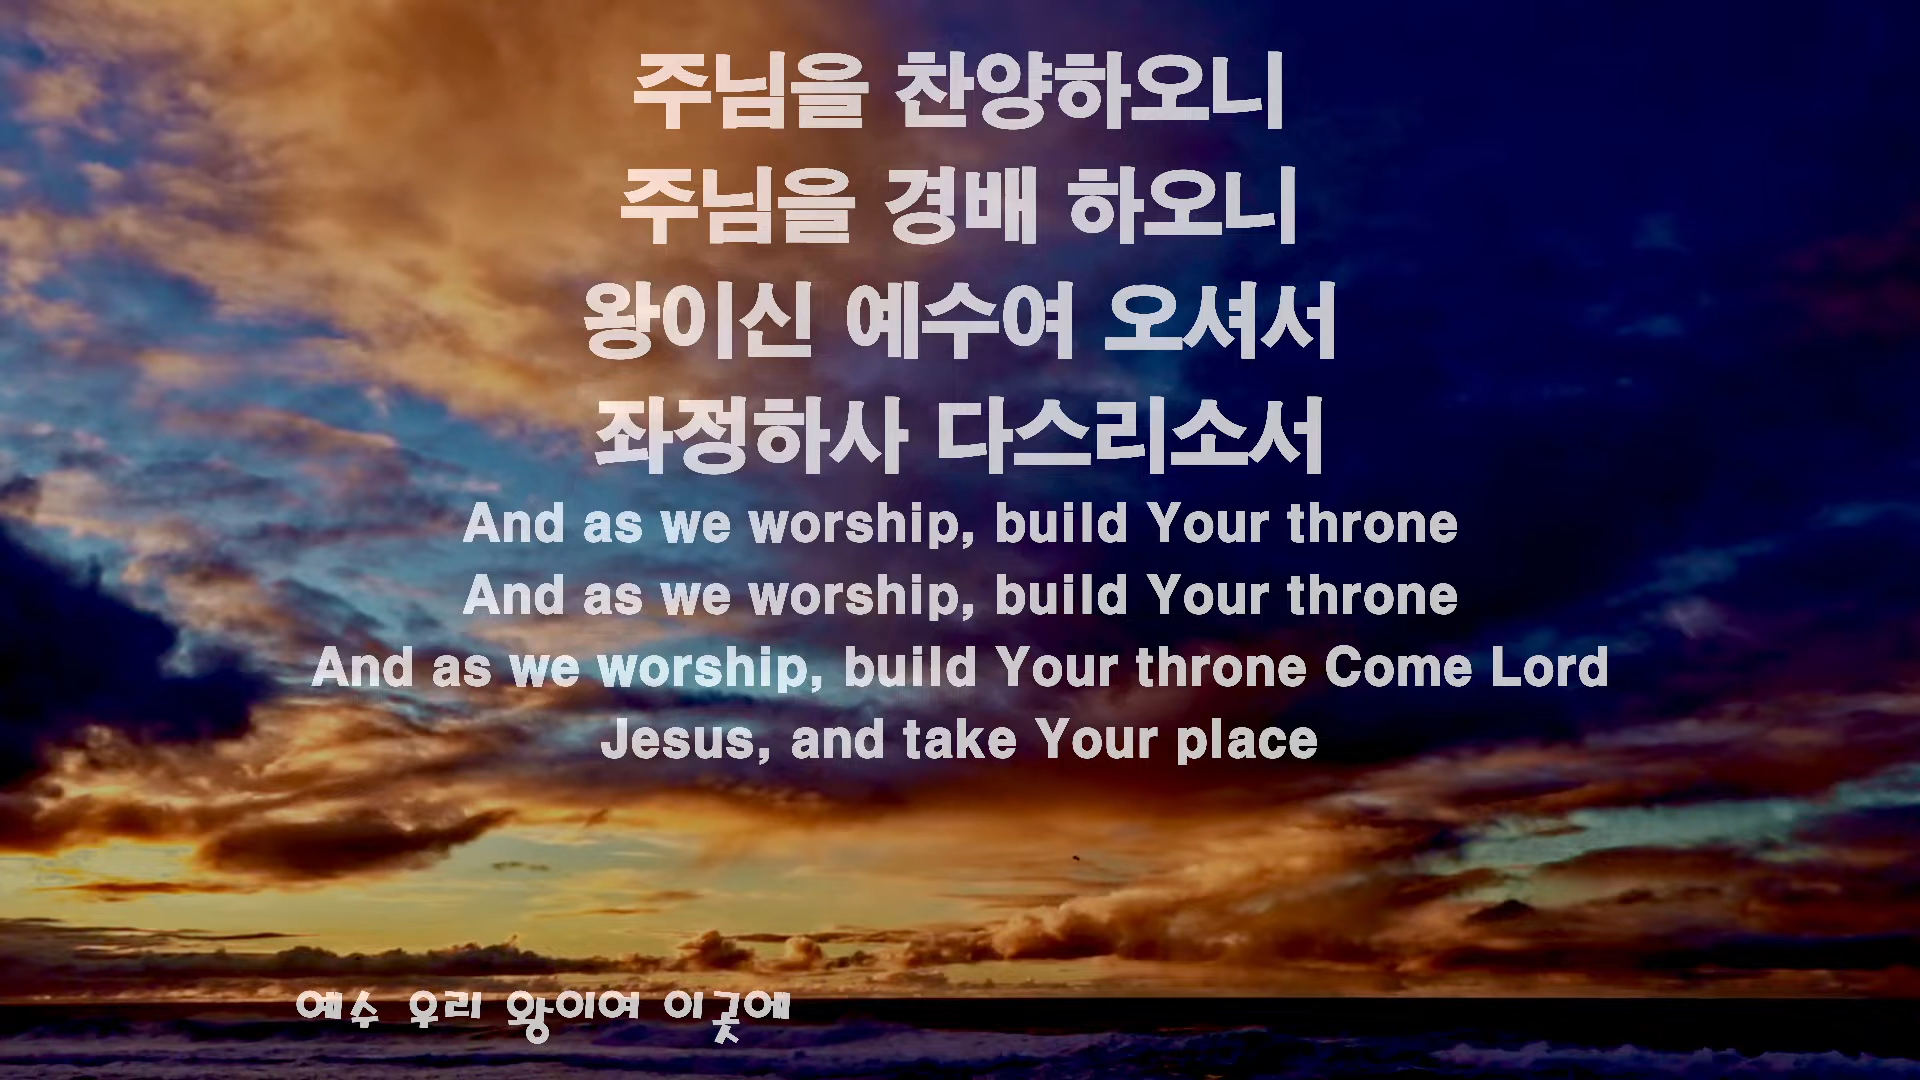 주님을 찬양하오니
주님을 경배 하오니
왕이신 예수여 오셔서
좌정하사 다스리소서
And as we worship, build Your throne
And as we worship, build Your throne
And as we worship, build Your throne Come Lord
Jesus, and take Your place
예수 우리 왕이여 이곳에